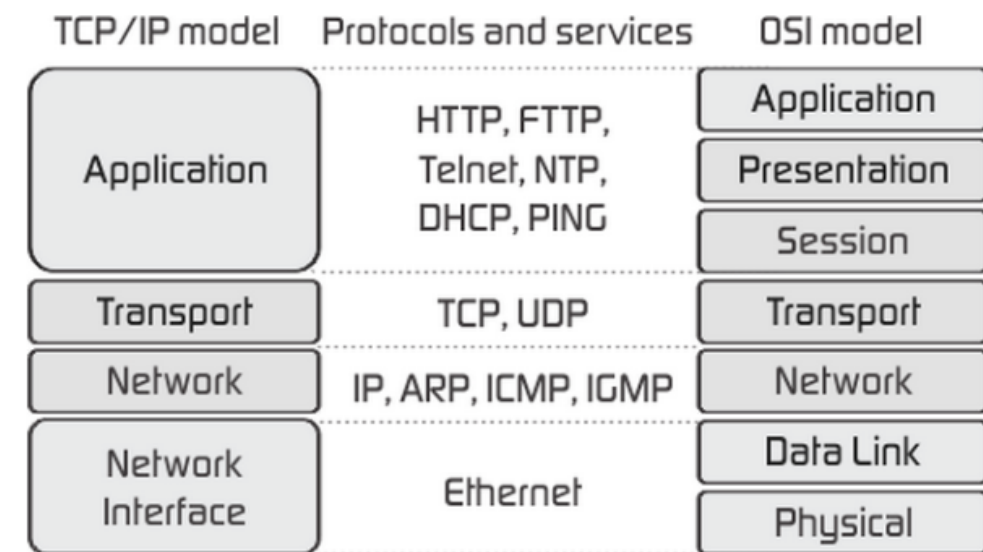 TCP/IP model Protocols and services OSI model
Application
HTTP, FTTP,
Telnet, NTP,
DHCP, PING
Application
Presentation
Session
Transport
TCP, UDP
Transport
Network
IP, ARP, ICMP, IGMP
Network
Network
Interface
Ethernet
Data Link
Physical